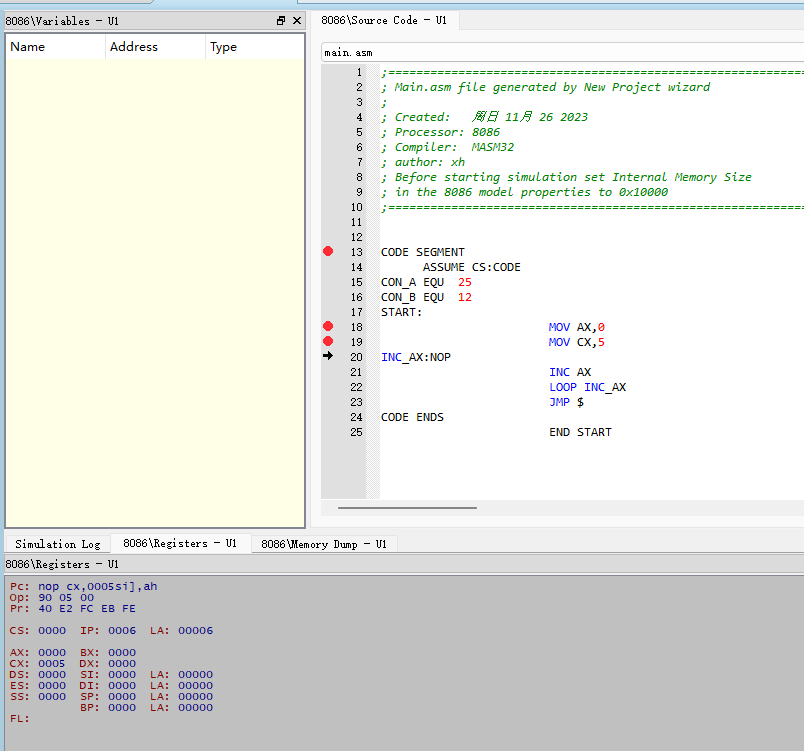 8086\Variables - U1
Name Address Type
8086\Source Code - U1
main.asm
1 ;============================================================
2 ; Main.asm file generated by New Project wizard
3 ;
4 ; Created:   周日 11月 26 2023
5 ; Processor: 8086
6 ; Compiler:  MASM32
7 ; author: xh
8 ; Before starting simulation set Internal Memory Size
9 ; in the 8086 model properties to 0x10000
10 ;============================================================
11
12
13 CODE SEGMENT
14 ASSUME CS:CODE
15 CON_A EQU  25
16 CON_B EQU  12
17 START:
18 MOV AX,0
19 MOV CX,5
20 INC_AX:NOP
21 INC AX
22 LOOP INC_AX
23 JMP $
24 CODE ENDS
25 END START
Simulation Log 8086\Registers - U1 8086\Memory Dump - U1
8086\Registers - U1
Pc: nop cx,0005si],ah
Op: 90 05 00
Pr: 40 E2 FC EB FE
CS: 0000  IP: 0006  LA: 00006
AX: 0000  BX: 0000
CX: 0005  DX: 0000
DS: 0000  SI: 0000  LA: 00000
ES: 0000  DI: 0000  LA: 00000
SS: 0000  SP: 0000  LA: 00000
BP: 0000  LA: 00000
FL: